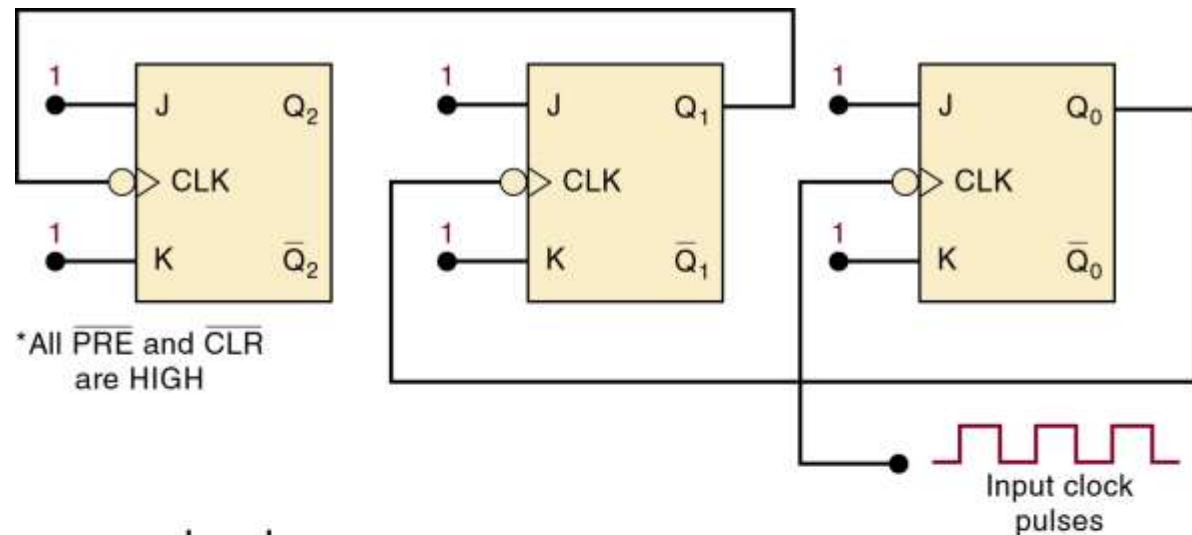 1 1 1
J Q₂ J Q₁ J Q₀
CLK CLK CLK
1 1 1
K Q̅₂ K Q̅₁ K Q̅₀
*All P̅R̅E̅ and C̅L̅R̅
are HIGH
Input clock
pulses